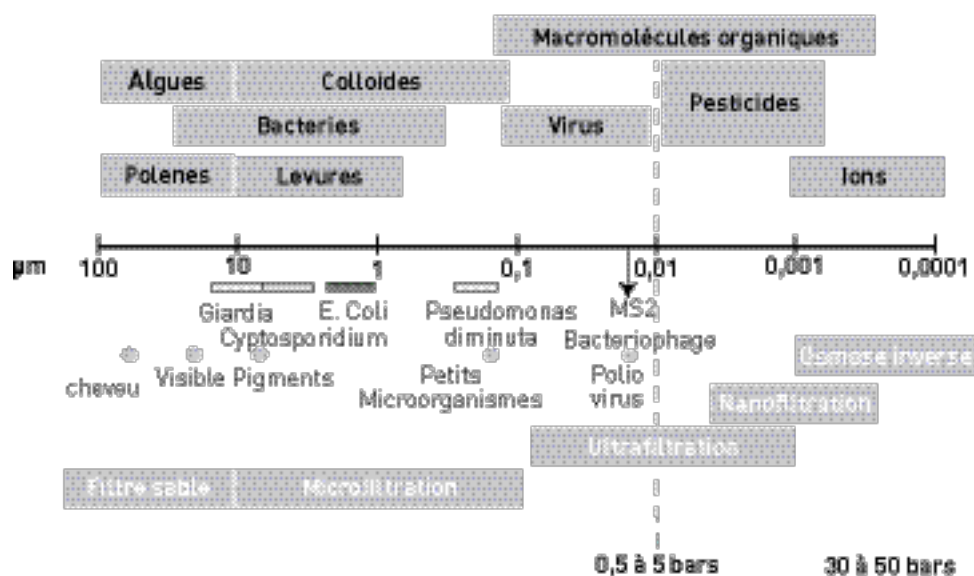 Macromolécules organiques
Algues Colloides
Pesticides
Bacteries Virus
Polenes Levures Ions
µm 100 10 1 0,1 0,01 0,001 0,0001
Giardia E. Coli Pseudomonas MS2
Cyptosporidium diminuta Bacteriophage
Osmose inverse
cheveu Visible Pigments Petits Polio
Microorganismes virus
Nanofiltration
Ultrafiltration
Filtre sable Microfiltration
0,5 à 5 bars 30 à 50 bars